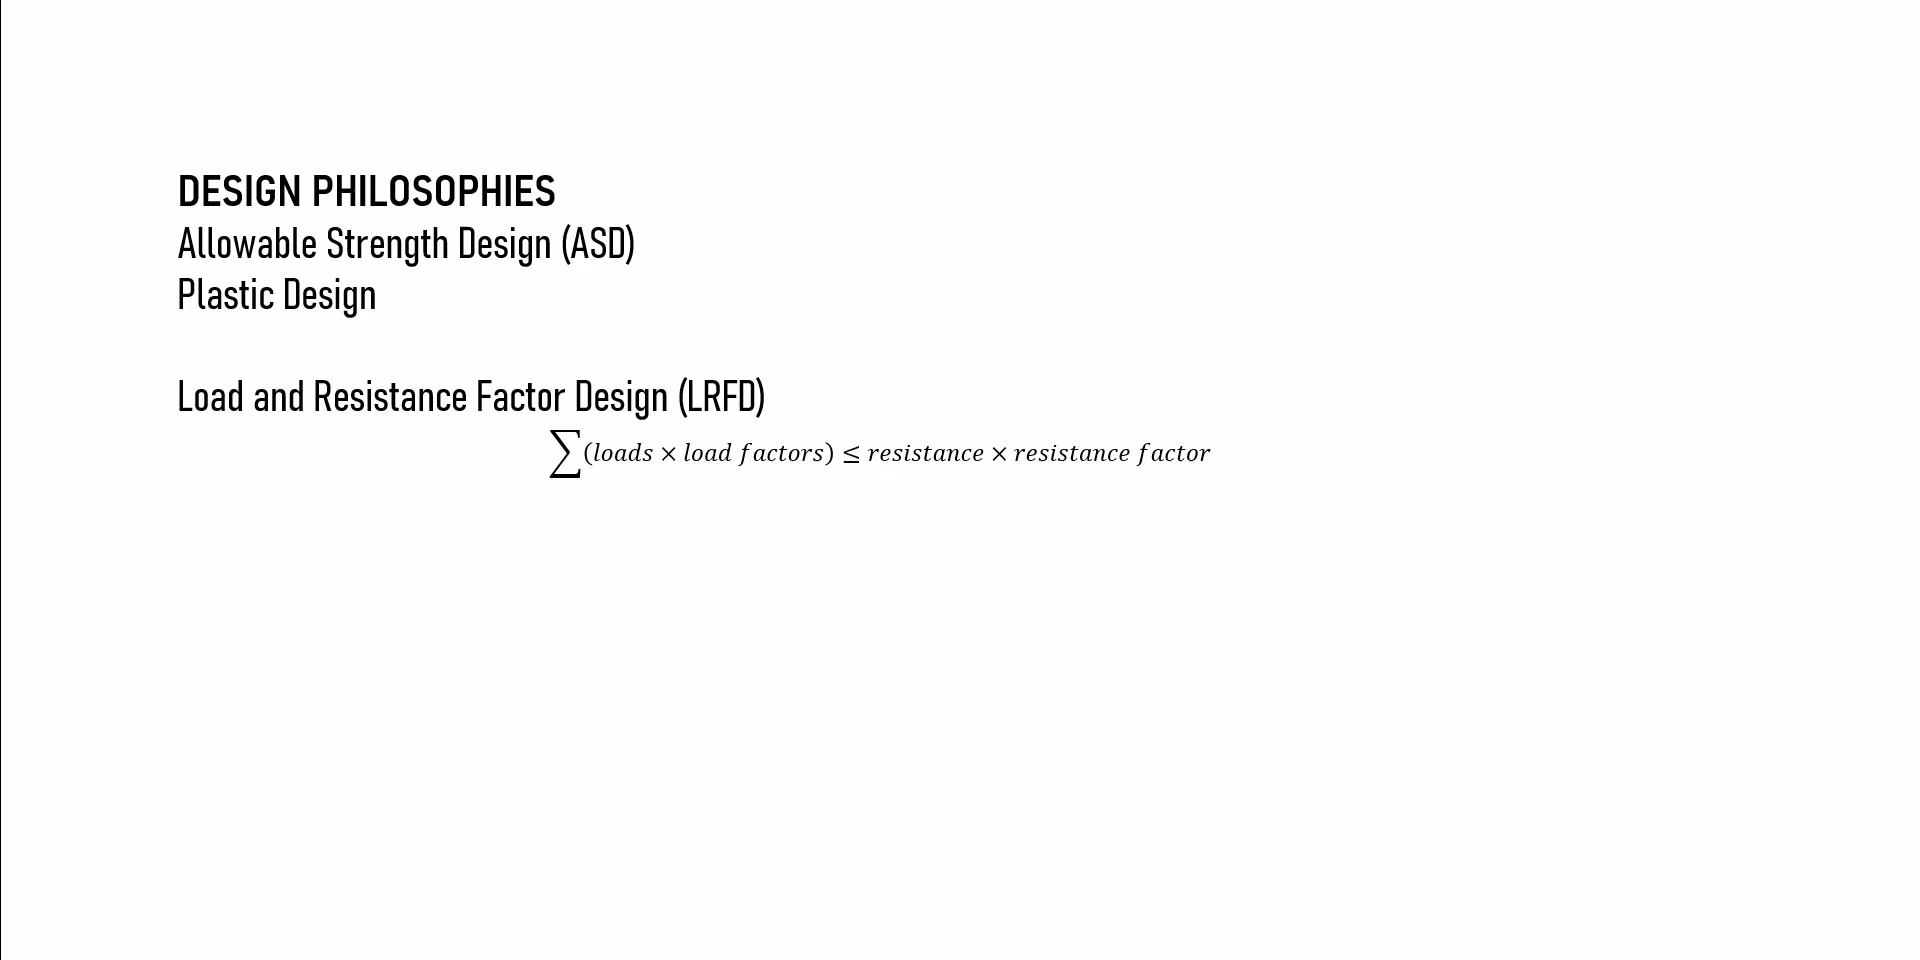 DESIGN PHILOSOPHIES
Allowable Strength Design (ASD)
Plastic Design
Load and Resistance Factor Design (LRFD)
∑(loads × load factors) ≤ resistance × resistance factor